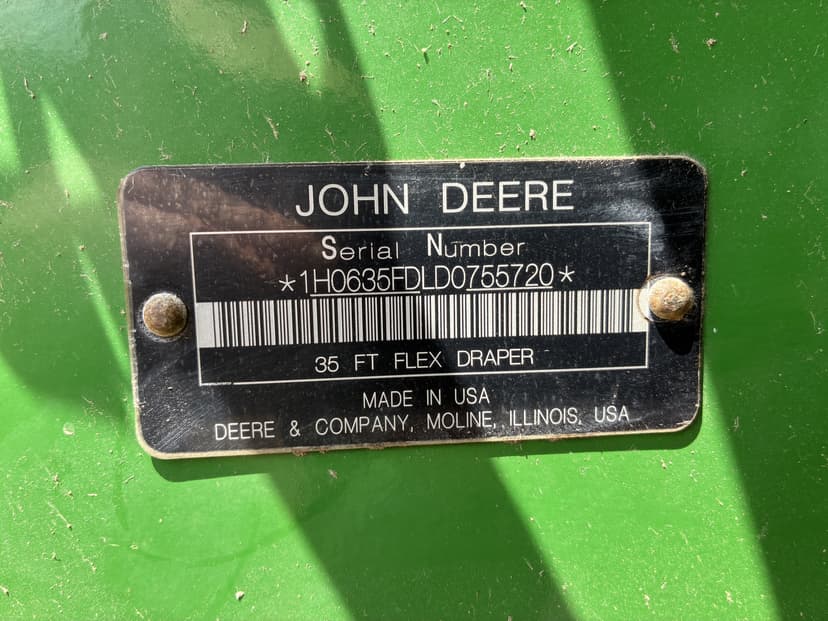 JOHN DEERE
Serial Number
*1H0635FDLD0755720*
35 FT FLEX DRAPER
MADE IN USA
DEERE & COMPANY, MOLINE, ILLINOIS, USA